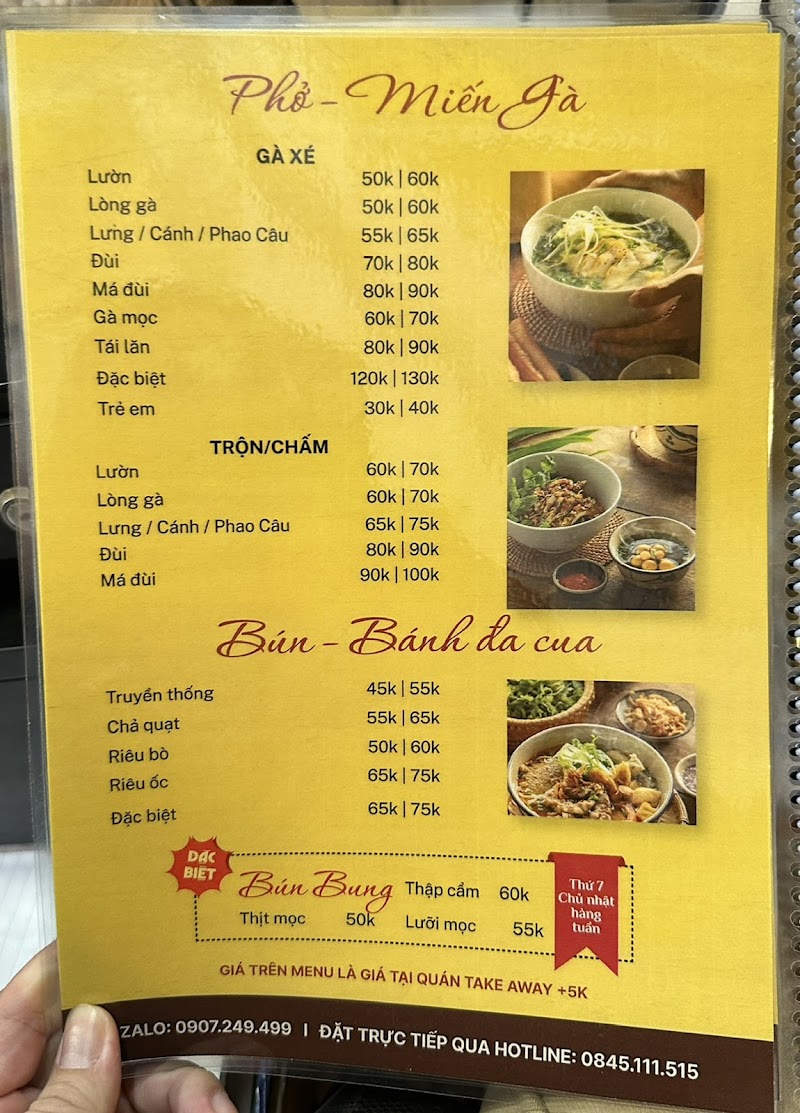 Phở - Miến Gà
GÀ XÉ
Lườn 50k | 60k
Lòng gà 50k | 60k
Lưng / Cánh / Phao Câu 55k | 65k
Đùi 70k | 80k
Má đùi 80k | 90k
Gà mọc 60k | 70k
Tái lăn 80k | 90k
Đặc biệt 120k | 130k
Trẻ em 30k | 40k
TRỘN/CHẤM
Lườn 60k | 70k
Lòng gà 60k | 70k
Lưng / Cánh / Phao Câu 65k | 75k
Đùi 80k | 90k
Má đùi 90k | 100k
Bún - Bánh đa cua
Truyền thống 45k | 55k
Chả quạt 55k | 65k
Riêu bò 50k | 60k
Riêu ốc 65k | 75k
Đặc biệt 65k | 75k
ĐẶC
BIỆT
Bún Bung Thập cẩm 60k
Thịt mọc 50k Lưỡi mọc 55k
Thứ 7
Chủ nhật
hàng
tuần
GIÁ TRÊN MENU LÀ GIÁ TẠI QUÁN TAKE AWAY +5K
ZALO: 0907.249.499 I ĐẶT TRỰC TIẾP QUA HOTLINE: 0845.111.515